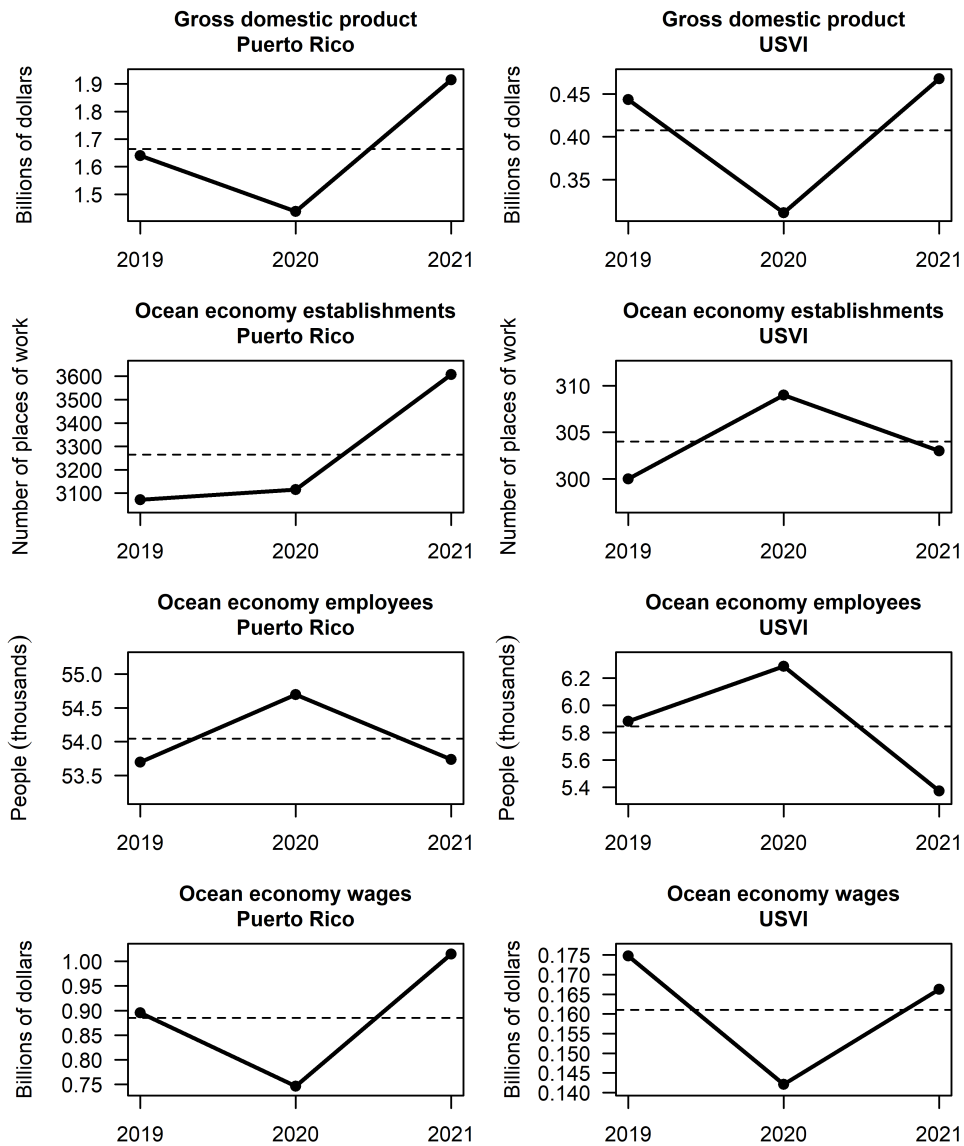 Gross domestic product
Puerto Rico
Billions of dollars
1.9
1.8
1.7
1.6
1.5
2019 2020 2021
Gross domestic product
USVI
Billions of dollars
0.45
0.40
0.35
2019 2020 2021
Ocean economy establishments
Puerto Rico
Number of places of work
3600
3500
3400
3300
3200
3100
2019 2020 2021
Ocean economy establishments
USVI
Number of places of work
310
305
300
2019 2020 2021
Ocean economy employees
Puerto Rico
People (thousands)
55.0
54.5
54.0
53.5
2019 2020 2021
Ocean economy employees
USVI
People (thousands)
6.2
6.0
5.8
5.6
5.4
2019 2020 2021
Ocean economy wages
Puerto Rico
Billions of dollars
1.00
0.95
0.90
0.85
0.80
0.75
2019 2020 2021
Ocean economy wages
USVI
Billions of dollars
0.175
0.170
0.165
0.160
0.155
0.150
0.145
0.140
2019 2020 2021